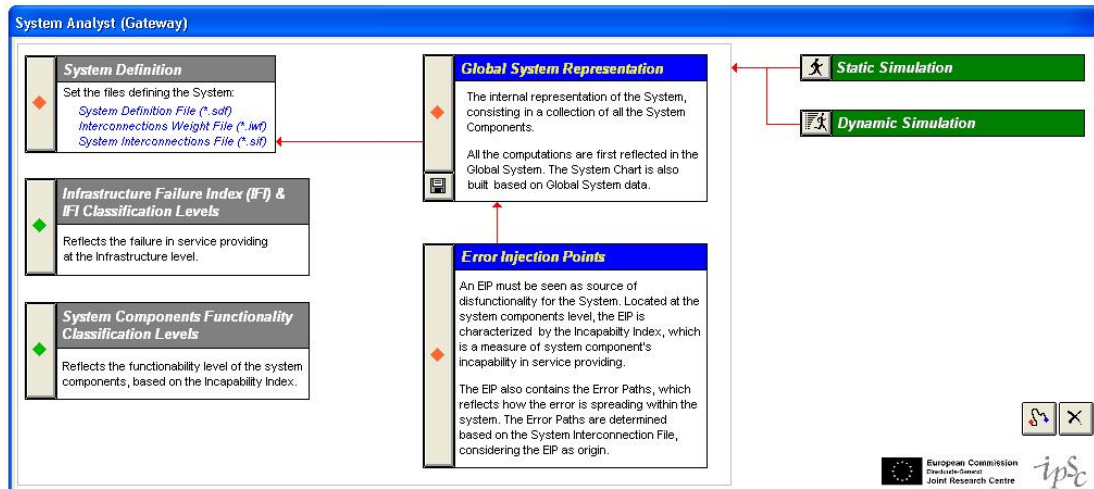 System Analyst (Gateway)
System Definition
Set the files defining the System:
System Definition File (*.sdf)
Interconnections Weight File (*.iwf)
System Interconnections File (*.sif)
Infrastructure Failure Index (IFI) &
IFI Classification Levels
Reflects the failure in service providing
at the Infrastructure level.
System Components Functionality
Classification Levels
Reflects the functionability level of the system
components, based on the Incapability Index.
Global System Representation
The internal representation of the System,
consisting in a collection of all the System
Components.
All the computations are first reflected in the
Global System. The System Chart is also
built based on Global System data.
Error Injection Points
An EIP must be seen as source of
disfunctionality for the System. Located at the
system components level, the EIP is
characterized by the Incapabilty Index, which
is a measure of system component's
incapability in service providing.
The EIP also contains the Error Paths, which
reflects how the error is spreading within the
system. The Error Paths are determined
based on the System Interconnection File,
considering the EIP as origin.
Static Simulation
Dynamic Simulation
European Commission
Directorate-General
Joint Research Centre
ipsc